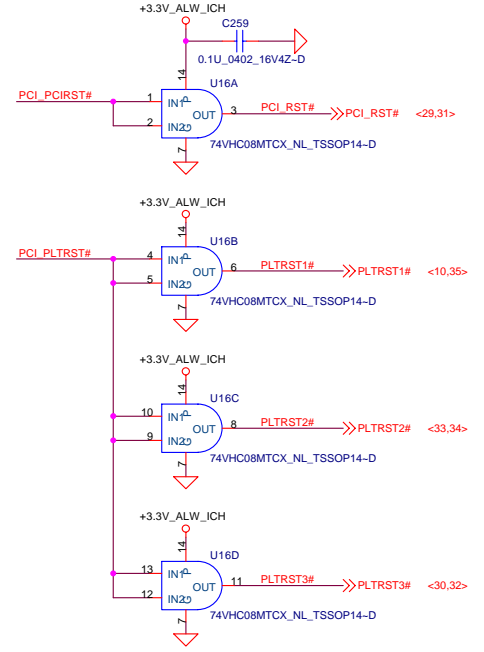 +3.3V_ALW_ICH
C259
0.1U_0402_16V4Z~D
14
U16A
PCI_PCIRST#
1
IN1
P
OUT
3
PCI_RST#
PCI_RST#
<29,31>
2
IN2
G
7
74VHC08MTCX_NL_TSSOP14~D
+3.3V_ALW_ICH
14
U16B
PCI_PLTRST#
4
IN1
P
OUT
6
PLTRST1#
PLTRST1#
<10,35>
5
IN2
G
7
74VHC08MTCX_NL_TSSOP14~D
+3.3V_ALW_ICH
14
U16C
10
IN1
P
OUT
8
PLTRST2#
PLTRST2#
<33,34>
9
IN2
G
7
74VHC08MTCX_NL_TSSOP14~D
+3.3V_ALW_ICH
14
U16D
13
IN1
P
OUT
11
PLTRST3#
PLTRST3#
<30,32>
12
IN2
G
7
74VHC08MTCX_NL_TSSOP14~D